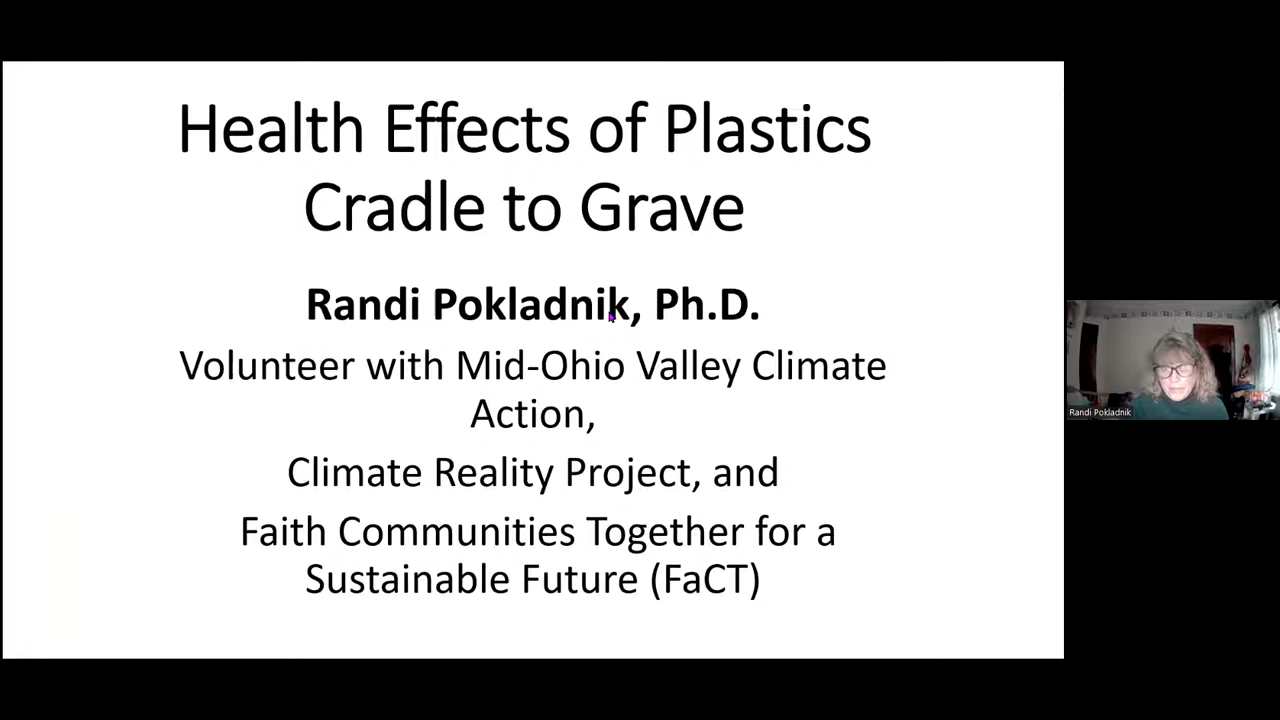 Health Effects of Plastics
Cradle to Grave
Randi Pokladnik, Ph.D.
Volunteer with Mid-Ohio Valley Climate
Action,
Climate Reality Project, and
Faith Communities Together for a
Sustainable Future (FaCT)
Randi Pokladnik